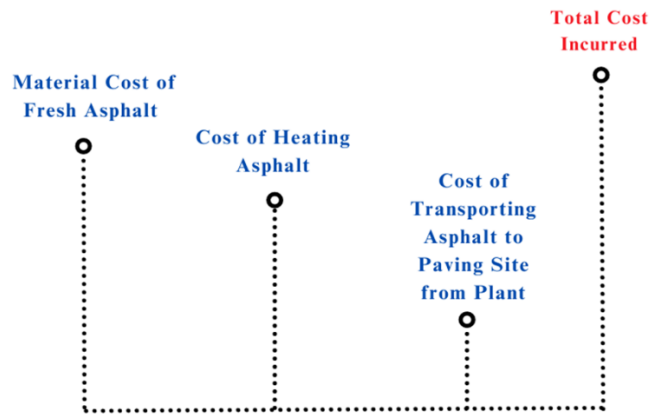 Material Cost of
Fresh Asphalt
Cost of Heating
Asphalt
Cost of
Transporting
Asphalt to
Paving Site
from Plant
Total Cost
Incurred